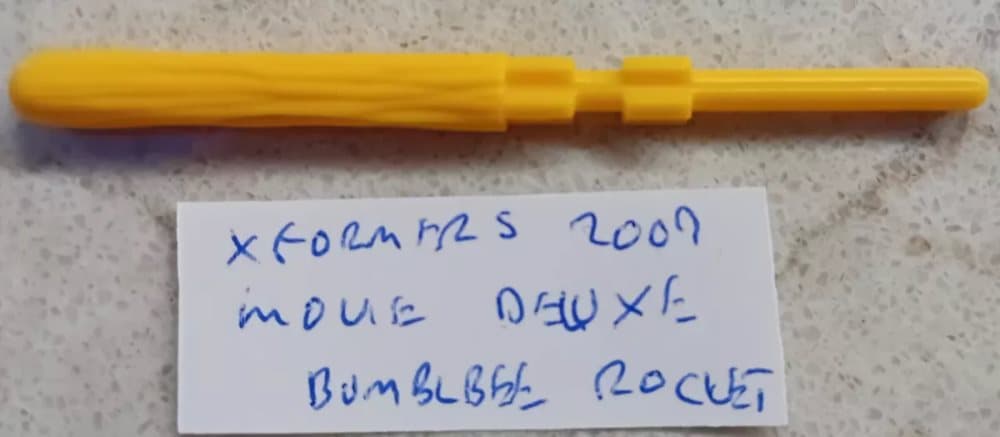 XFORMERS 2007
MOVIE DELUXE
BUMBLBEE ROCKET